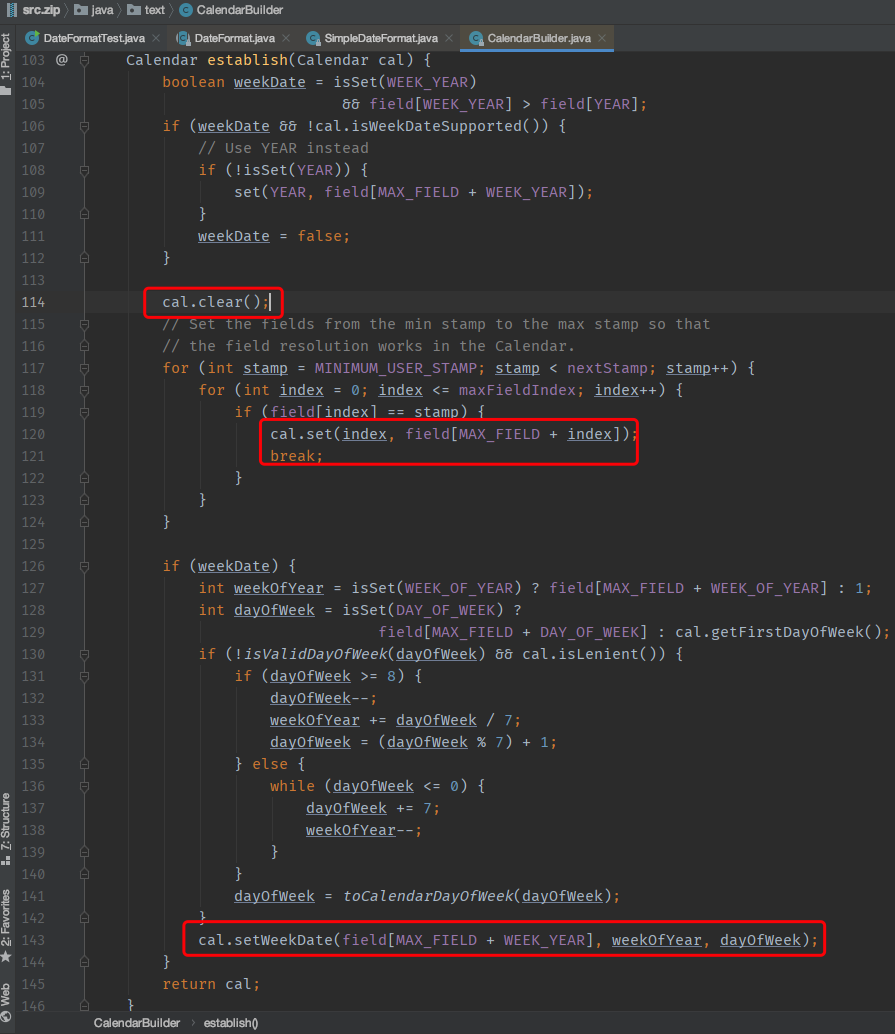 src.zip java text CalendarBuilder
DateFormatTest.java DateFormat.java SimpleDateFormat.java CalendarBuilder.java
1: Project
7: Structure
2: Favorites
Web
103 @ Calendar establish(Calendar cal) {
104 boolean weekDate = isSet(WEEK_YEAR)
105 && field[WEEK_YEAR] > field[YEAR];
106 if (weekDate && !cal.isWeekDateSupported()) {
107 // Use YEAR instead
108 if (!isSet(YEAR)) {
109 set(YEAR, field[MAX_FIELD + WEEK_YEAR]);
110 }
111 weekDate = false;
112 }
113
114 cal.clear();
115 // Set the fields from the min stamp to the max stamp so that
116 // the field resolution works in the Calendar.
117 for (int stamp = MINIMUM_USER_STAMP; stamp < nextStamp; stamp++) {
118 for (int index = 0; index <= maxFieldIndex; index++) {
119 if (field[index] == stamp) {
120 cal.set(index, field[MAX_FIELD + index]);
121 break;
122 }
123 }
124 }
125
126 if (weekDate) {
127 int weekOfYear = isSet(WEEK_OF_YEAR) ? field[MAX_FIELD + WEEK_OF_YEAR] : 1;
128 int dayOfWeek = isSet(DAY_OF_WEEK) ?
129 field[MAX_FIELD + DAY_OF_WEEK] : cal.getFirstDayOfWeek();
130 if (!isValidDayOfWeek(dayOfWeek) && cal.isLenient()) {
131 if (dayOfWeek >= 8) {
132 dayOfWeek--;
133 weekOfYear += dayOfWeek / 7;
134 dayOfWeek = (dayOfWeek % 7) + 1;
135 } else {
136 while (dayOfWeek <= 0) {
137 dayOfWeek += 7;
138 weekOfYear--;
139 }
140 }
141 dayOfWeek = toCalendarDayOfWeek(dayOfWeek);
142 }
143 cal.setWeekDate(field[MAX_FIELD + WEEK_YEAR], weekOfYear, dayOfWeek);
144 }
145 return cal;
146 }
CalendarBuilder establish()